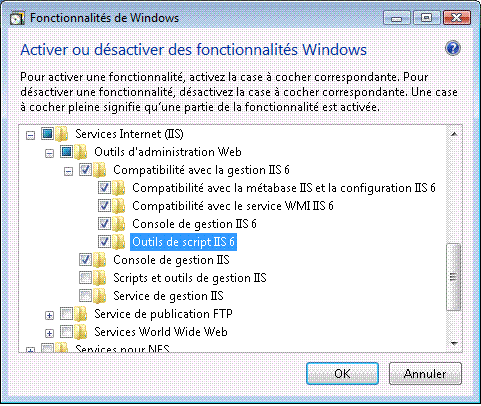 Fonctionnalités de Windows
Activer ou désactiver des fonctionnalités Windows
Pour activer une fonctionnalité, activez la case à cocher correspondante. Pour
désactiver une fonctionnalité, désactivez la case à cocher correspondante. Une case
à cocher pleine signifie qu'une partie de la fonctionnalité est activée.
Services Internet (IIS)
Outils d'administration Web
Compatibilité avec la gestion IIS 6
Compatibilité avec la métabase IIS et la configuration IIS 6
Compatibilité avec le service WMI IIS 6
Console de gestion IIS 6
Outils de script IIS 6
Console de gestion IIS
Scripts et outils de gestion IIS
Service de gestion IIS
Service de publication FTP
Services World Wide Web
Services pour NFS
OK
Annuler